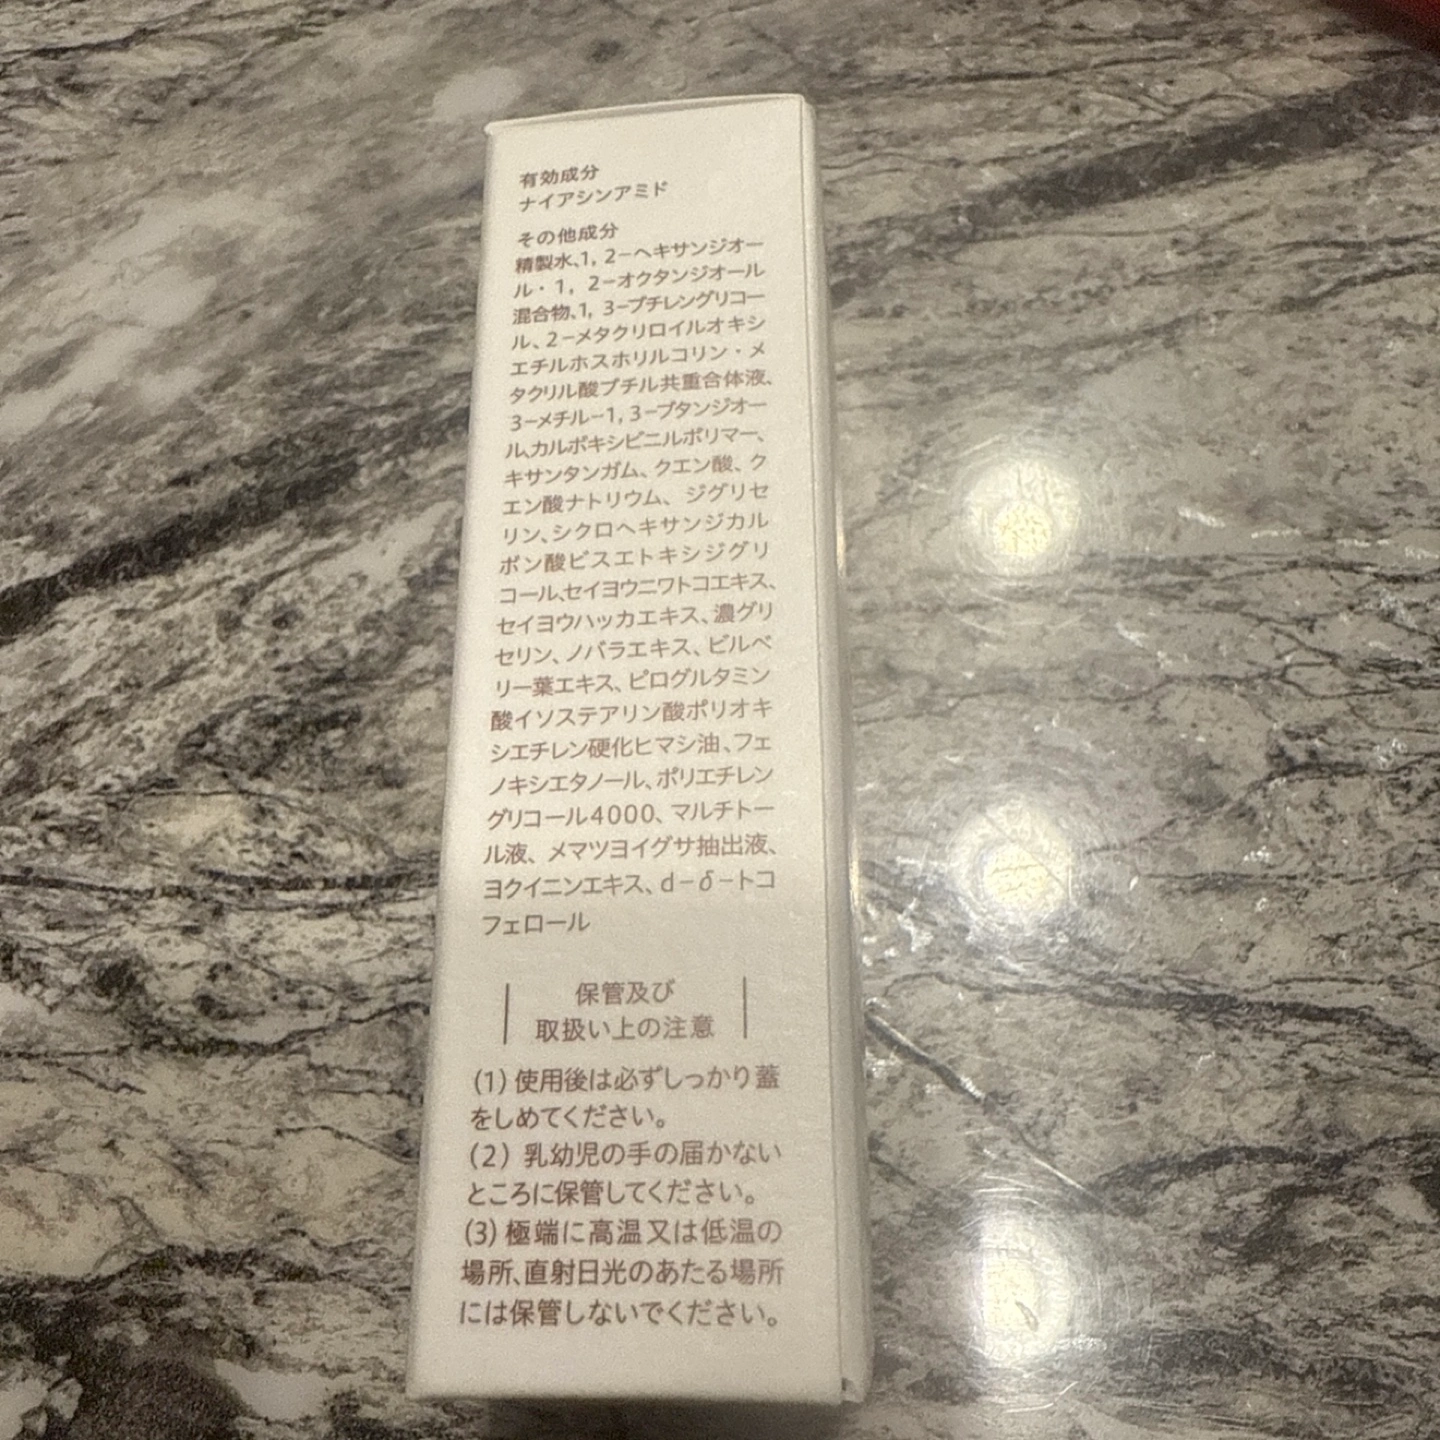 有効成分
ナイアシンアミド
その他成分
精製水、1, 2−ヘキサンジオー
ル・1, 2−オクタンジオール
混合物、1, 3−ブチレングリコー
ル、2−メタクリロイルオキシ
エチルホスホリルコリン・メ
タクリル酸ブチル共重合体液、
3−メチル−1, 3−ブタンジオー
ル、カルボキシビニルポリマー、
キサンタンガム、クエン酸、ク
エン酸ナトリウム、ジグリセ
リン、シクロヘキサンジカル
ボン酸ビスエトキシジグリ
コール、セイヨウニワトコエキス、
セイヨウハッカエキス、濃グリ
セリン、ノバラエキス、ビルベ
リー葉エキス、ピログルタミン
酸イソステアリン酸ポリオキ
シエチレン硬化ヒマシ油、フェ
ノキシエタノール、ポリエチレン
グリコール4000、マルチトー
ル液、メマツヨイグサ抽出液、
ヨクイニンエキス、d−δ−トコ
フェロール
保管及び
取扱い上の注意
(1) 使用後は必ずしっかり蓋
をしめてください。
(2) 乳幼児の手の届かない
ところに保管してください。
(3) 極端に高温又は低温の
場所、直射日光のあたる場所
には保管しないでください。